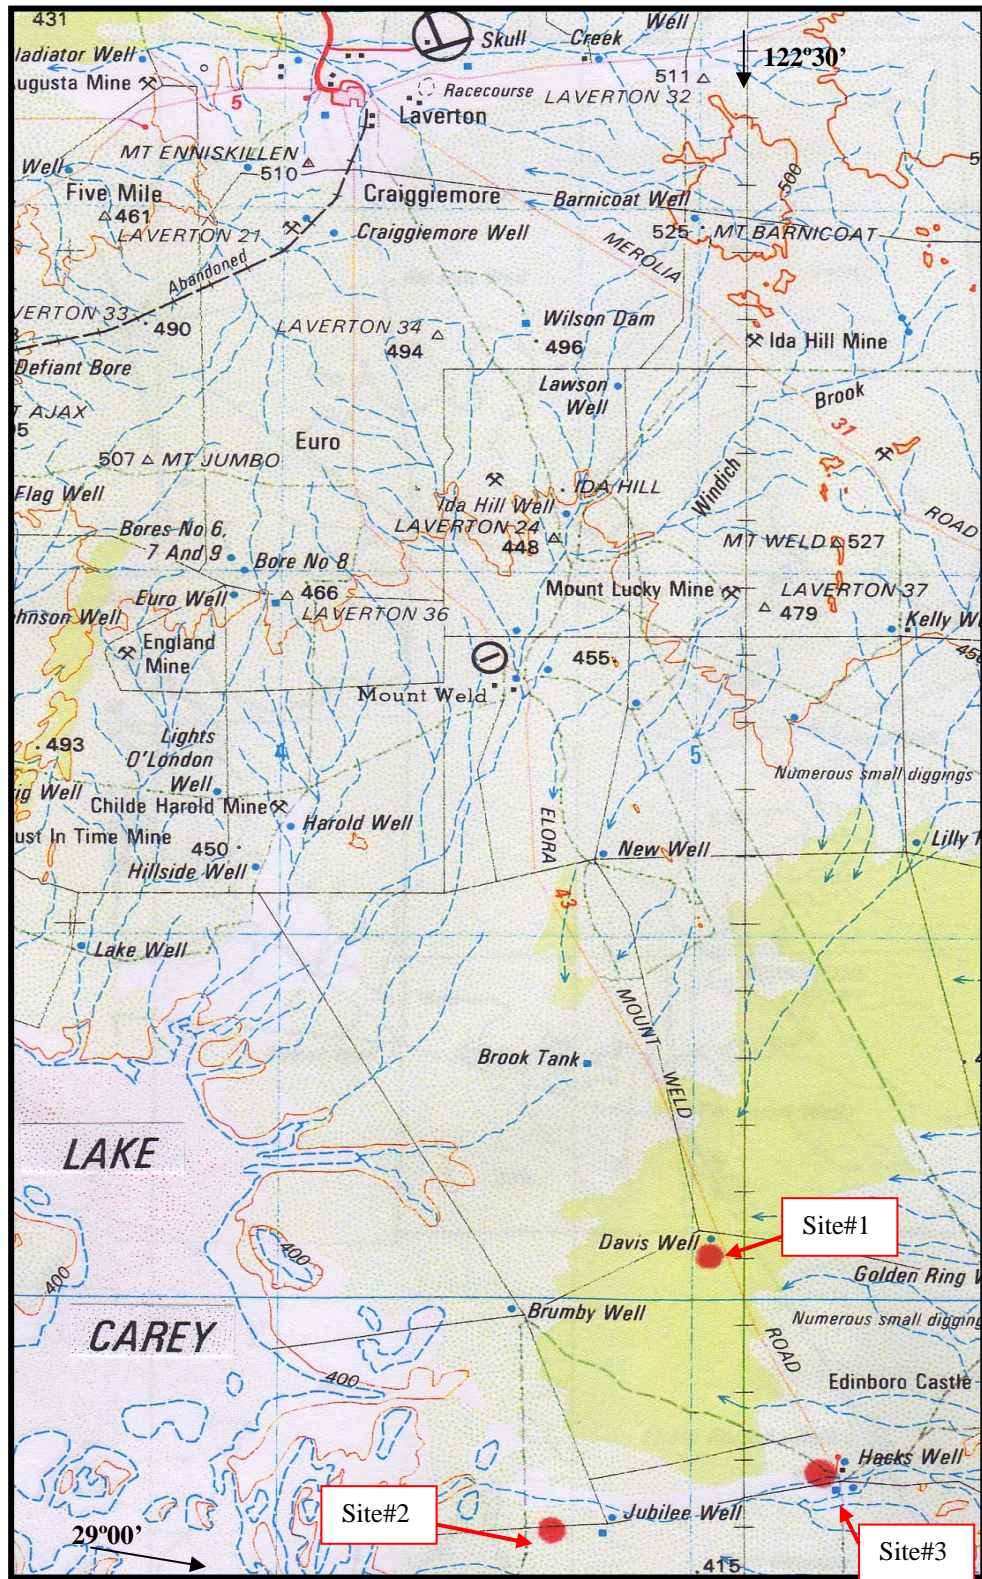 431
Well
ladiator Well
Skull Creek
122º30'
ugusta Mine
5
Racecourse
511
LAVERTON 32
Laverton
MT ENNISKILLEN
510
Well
Five Mile
461
LAVERTON 21
Craiggiemore
Craiggiemore Well
Barnicoat Well
500
5
525
MT BARNICOAT
MEROLIA
Abandoned
VERTON 33
490
LAVERTON 34
494
Wilson Dam
496
Ida Hill Mine
Defiant Bore
Lawson
Well
Brook
31
T AJAX
Euro
507
MT JUMBO
Flag Well
IDA HILL
Ida Hill Well
Windich
ROAD
LAVERTON 24
448
Bores No 6,
7 And 9
Bore No 8
MT WELD
527
Euro Well
466
LAVERTON 36
Mount Lucky Mine
LAVERTON 37
479
hnson Well
Kelly W
England
Mine
455
450
Mount Weld
493
Lights
O'London
Well
4
5
Numerous small diggings
ig Well
Childe Harold Mine
Harold Well
ELORA
ust In Time Mine
450
Hillside Well
New Well
Lilly
43
Lake Well
MOUNT
WELD
Brook Tank
4
LAKE
Site#1
Davis Well
400
400
Golden Ring W
Brumby Well
CAREY
Numerous small digging
ROAD
400
Edinboro Castle
Hacks Well
Site#2
Jubilee Well
29º00'
Site#3
415